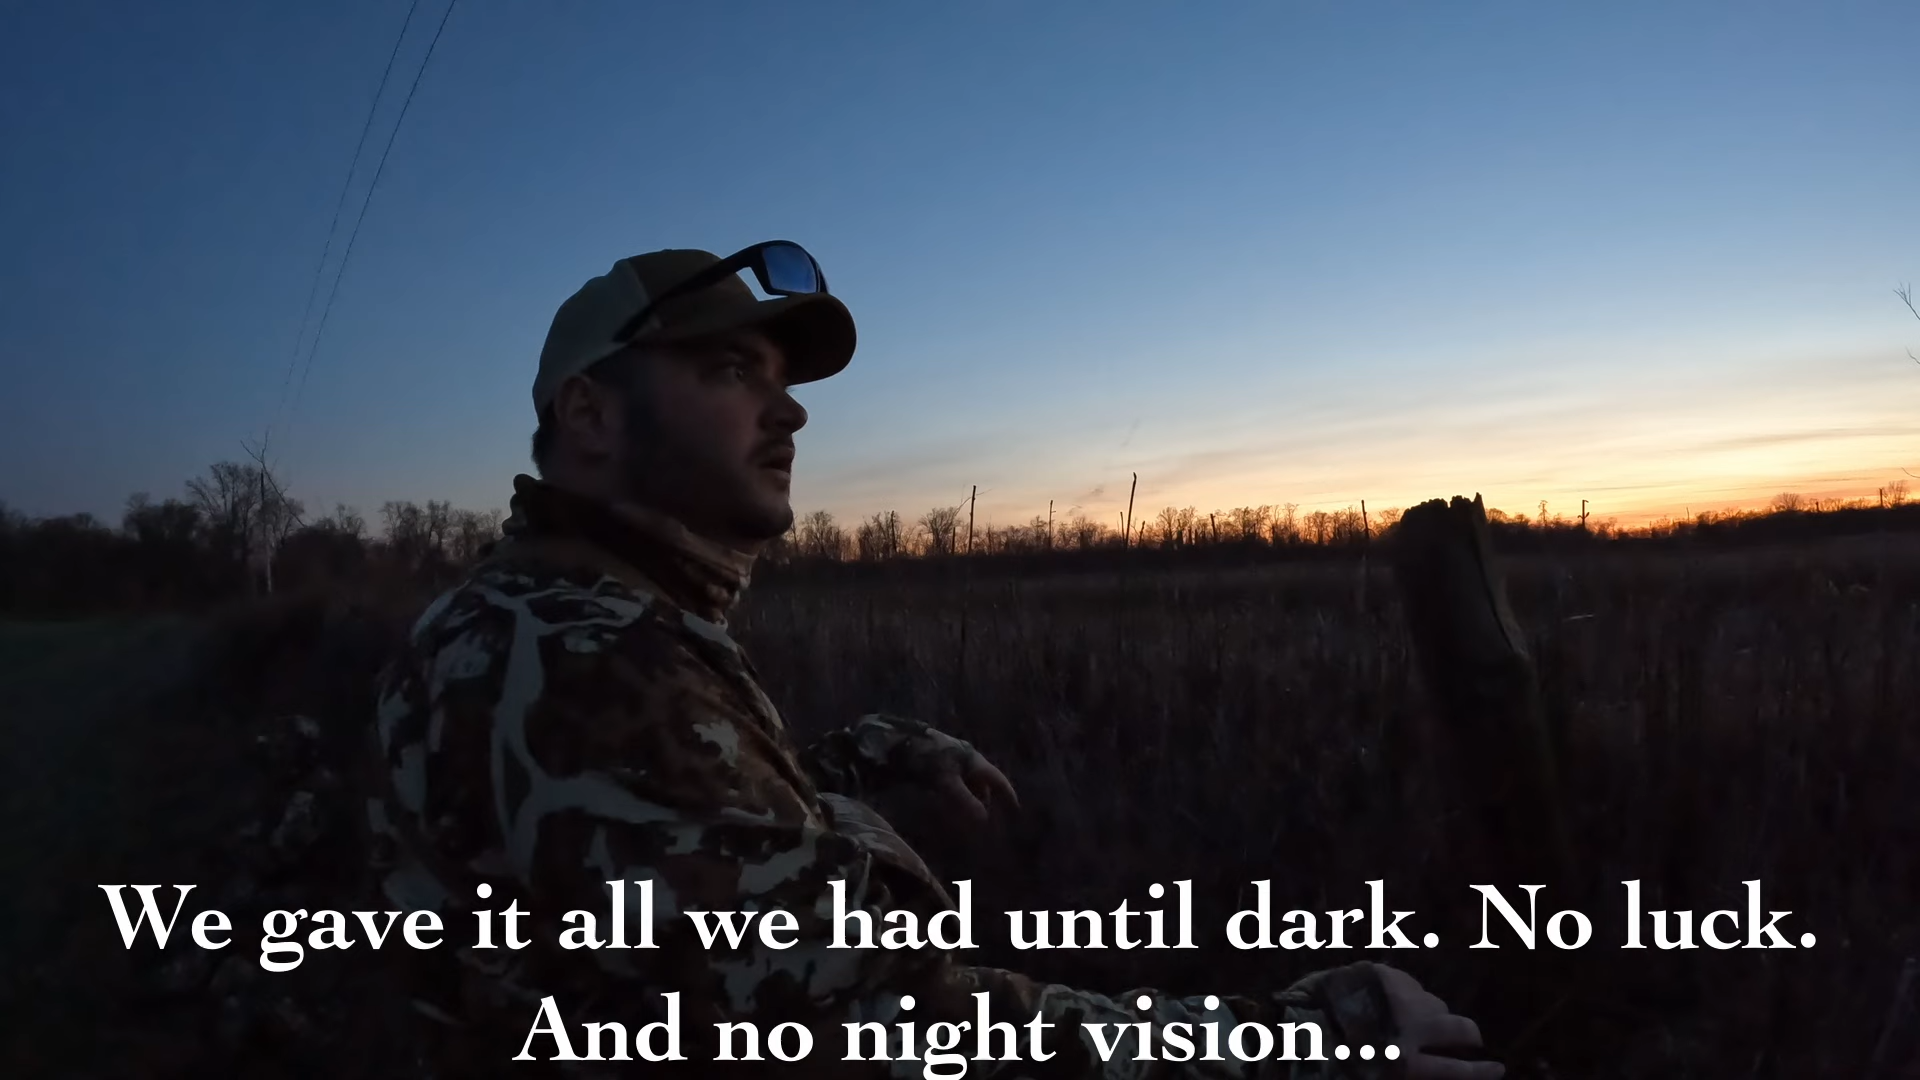 We gave it all we had until dark. No luck.
And no night vision...